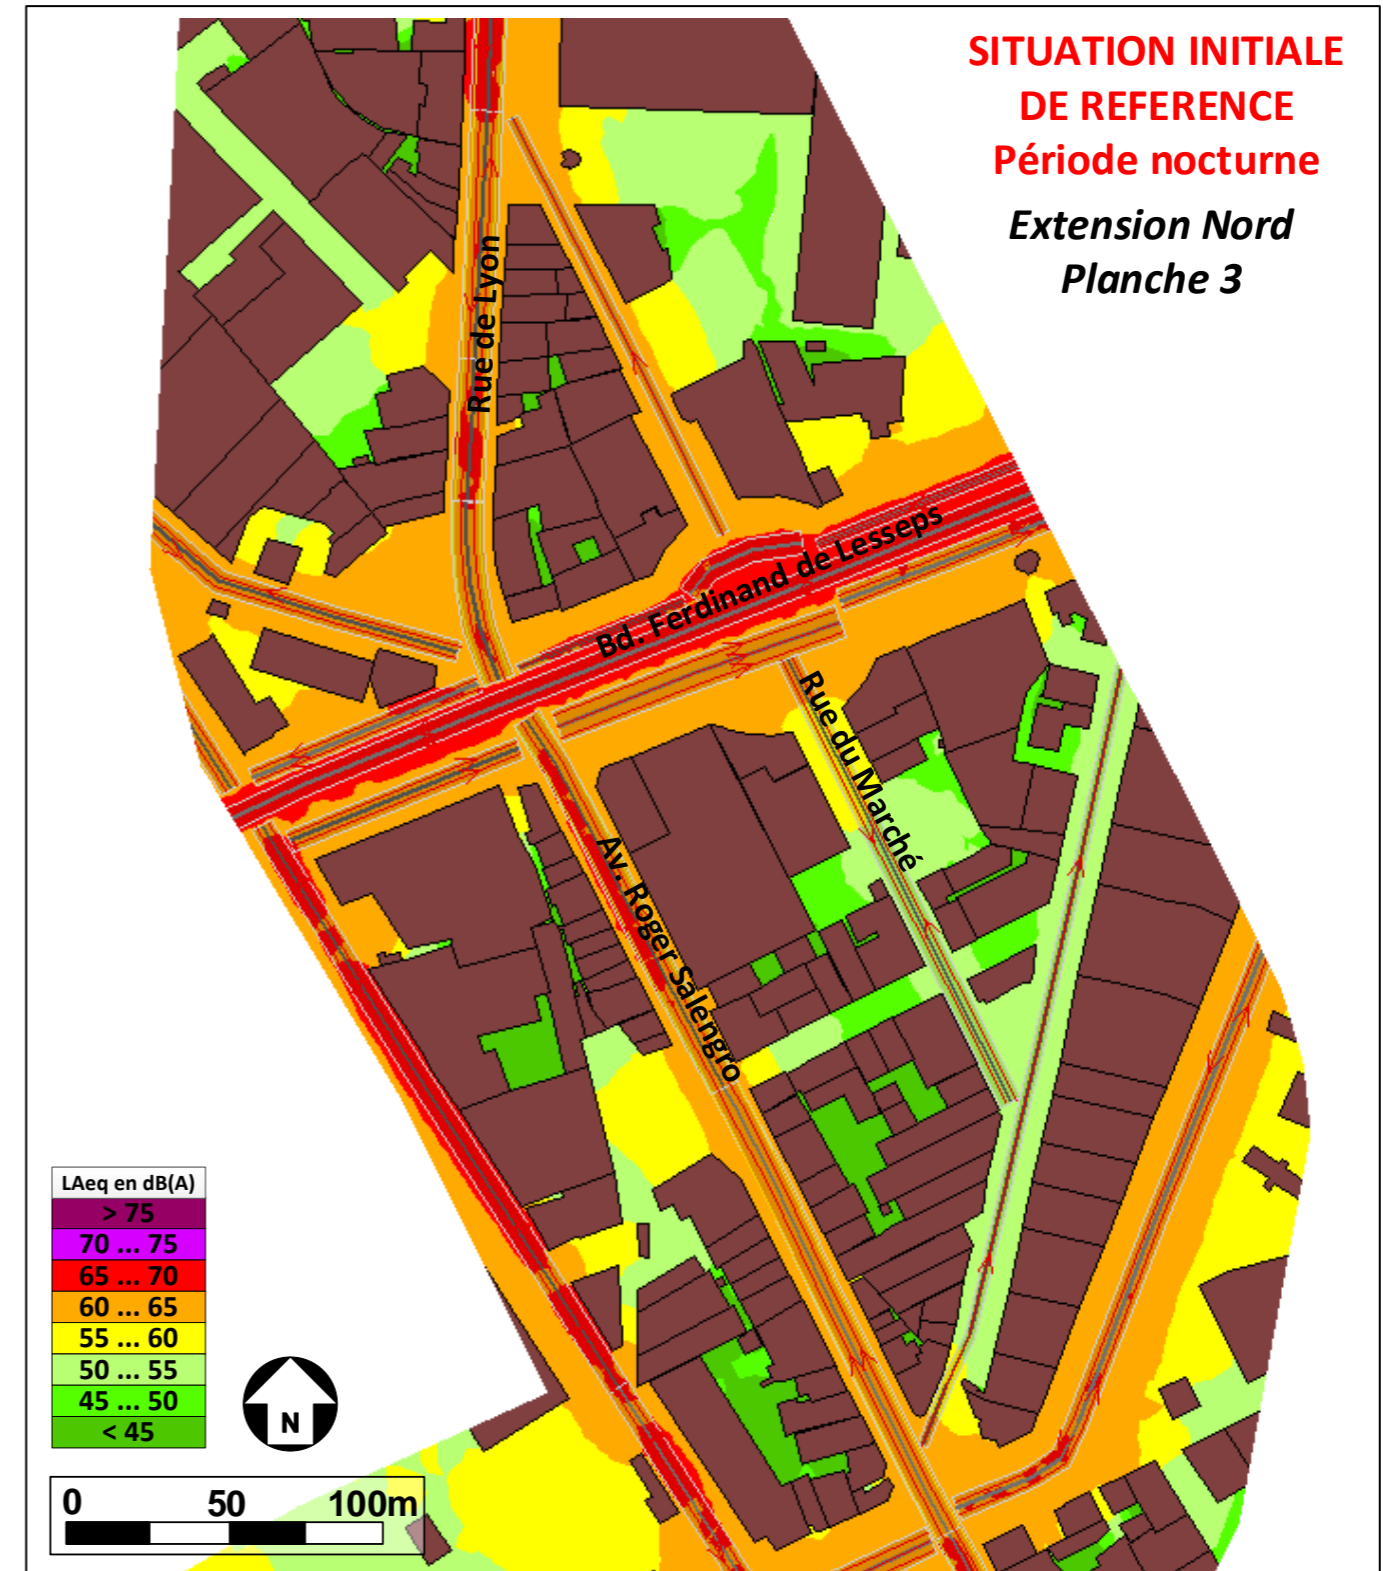 SITUATION INITIALE
DE REFERENCE
Période nocturne
Extension Nord
Planche 3
Rue de Lyon
Bd. Ferdinand de Lesseps
Rue du Marché
Av. Roger Salengro
LAeq en dB(A)
> 75
70 ... 75
65 ... 70
60 ... 65
55 ... 60
50 ... 55
45 ... 50
< 45
N
0 50 100m